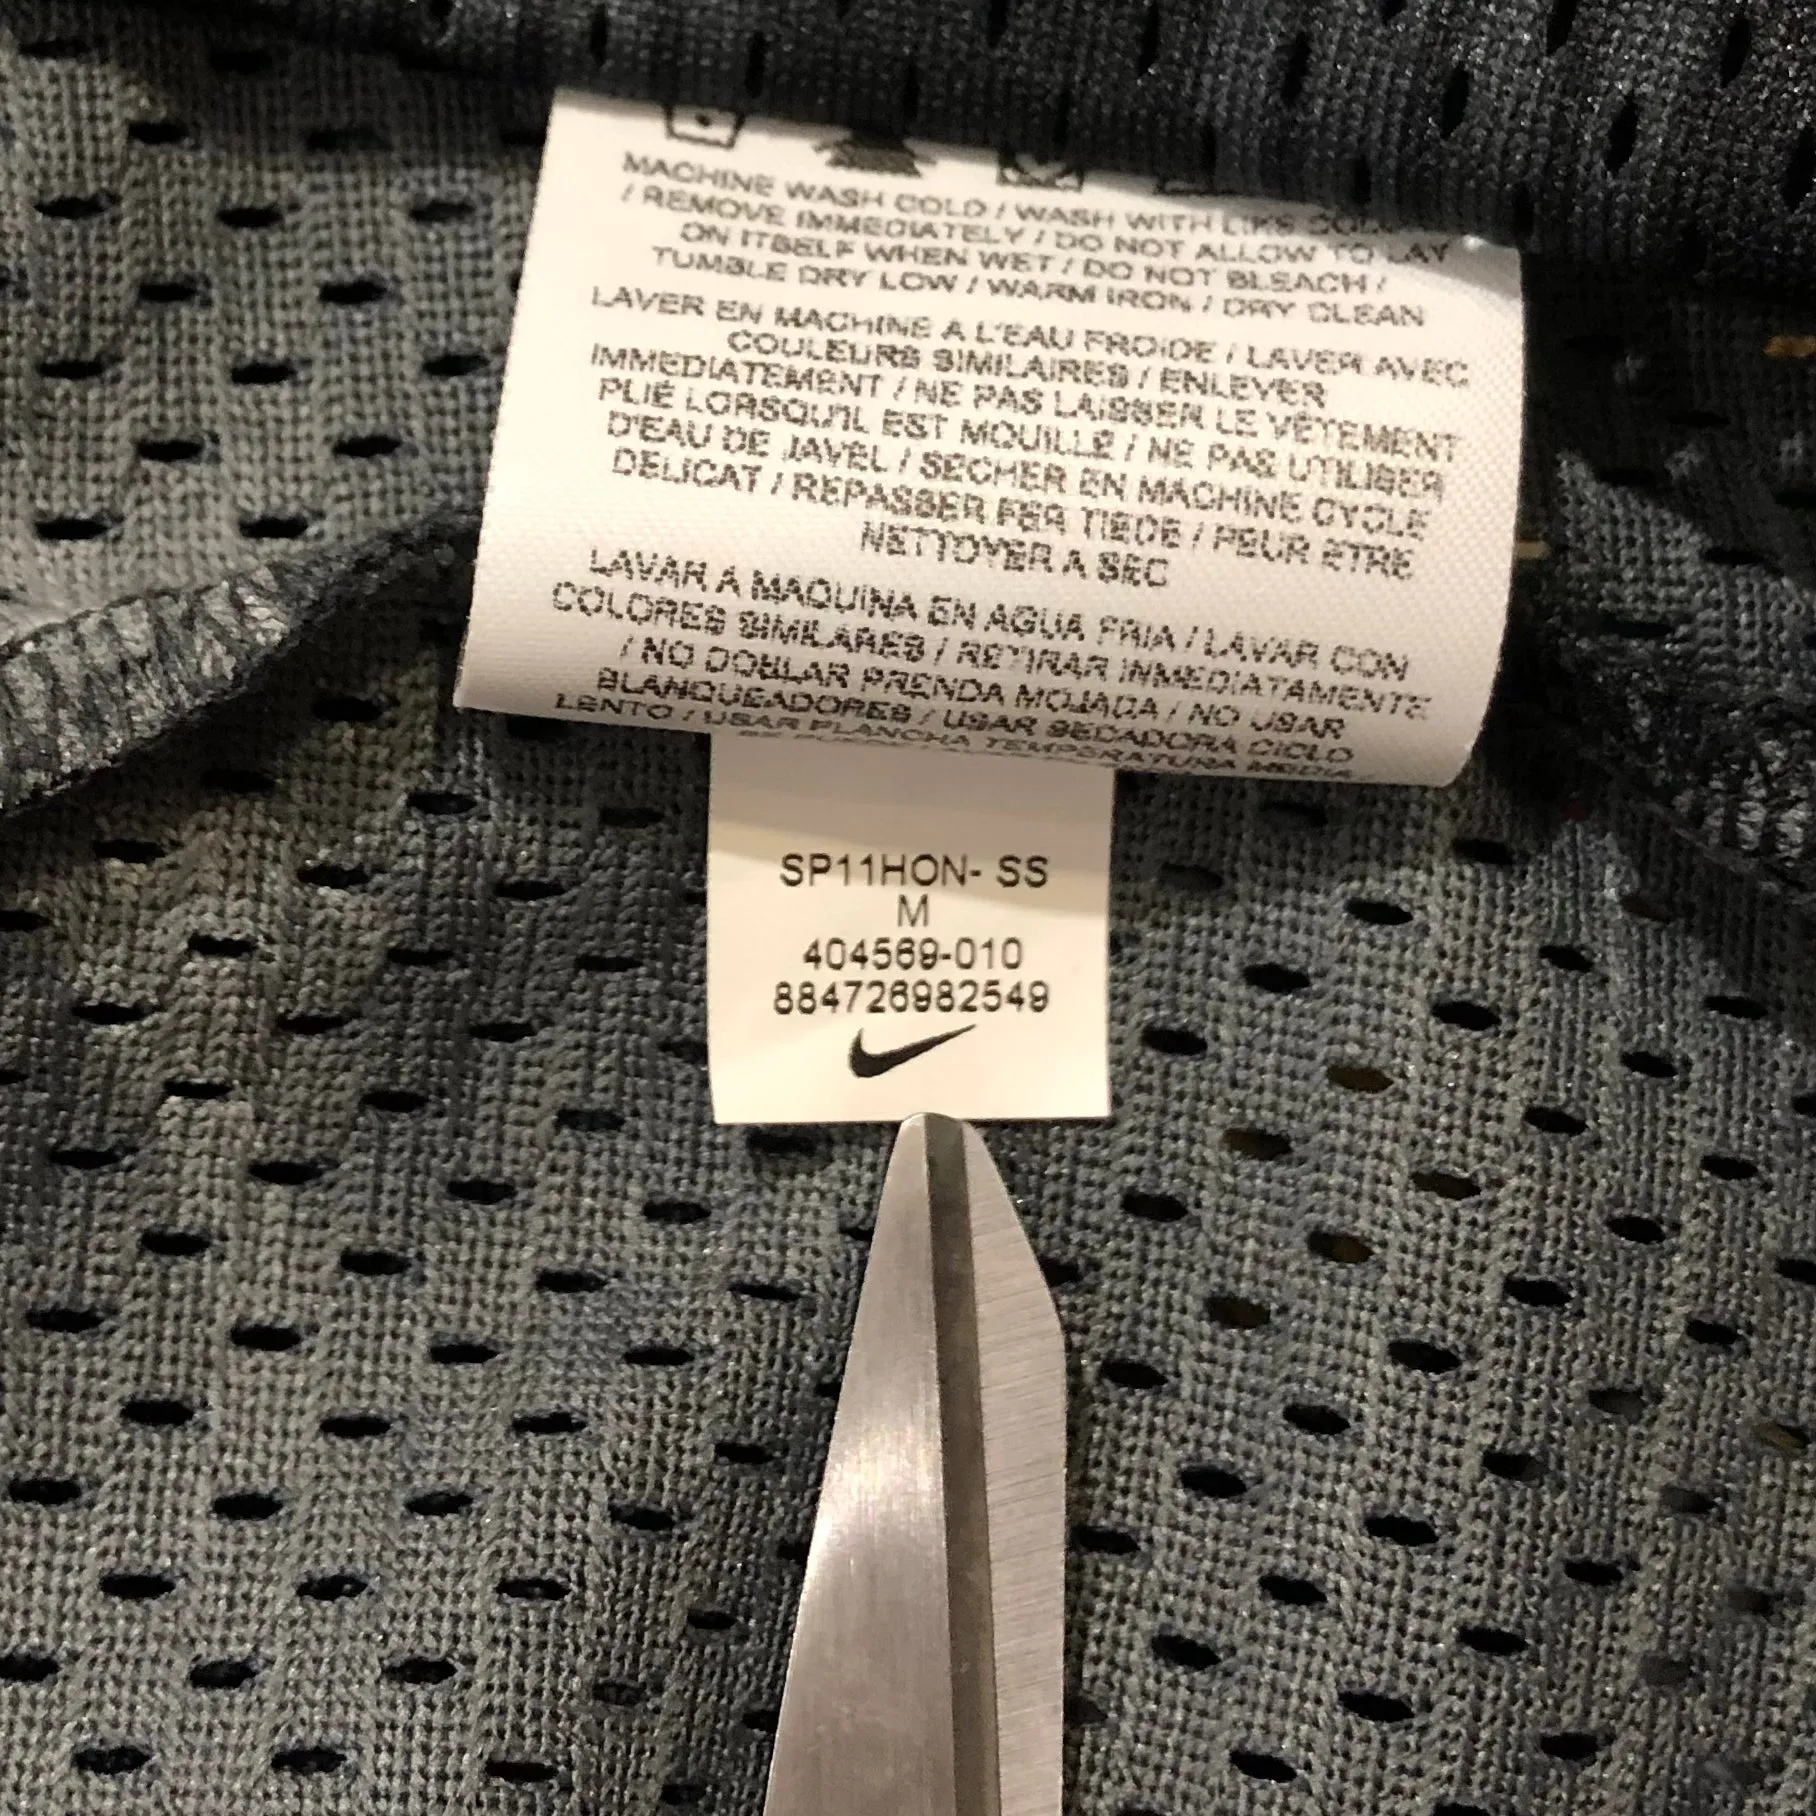 MACHINE WASH COLD / WASH WITH LIKE
/ REMOVE IMMEDIATELY / DO NOT ALLOW TO LAY
ON ITSELF WHEN WET / DO NOT BLEACH /
TUMBLE DRY LOW / WARM IRON / DRY CLEAN
LAVER EN MACHINE A L'EAU FROIDE / LAVER AVEC
COULEURS SIMILAIRES / ENLEVER
IMMEDIATEMENT / NE PAS LAISSER LE VÊTEMENT
PLIÉ LORSQU'IL EST MOUILLÉ / NE PAS UTILISER
D'EAU DE JAVEL / SECHER EN MACHINE CYCLE
DELICAT / REPASSER FER TIEDE / PEUR ETRE
NETTOYER A SEC
LAVAR A MAQUINA EN AGUA FRIA / LAVAR CON
COLORES SIMILARES / RETIRAR INMEDIATAMENTE
/ NO DOBLAR PRENDA MOJADA / NO USAR
BLANQUEADORES / USAR SECADORA CICLO
LENTO / USAR PLANCHA TEMPERATURA MEDIA
SP11HON- SS
M
404569-010
884726982549